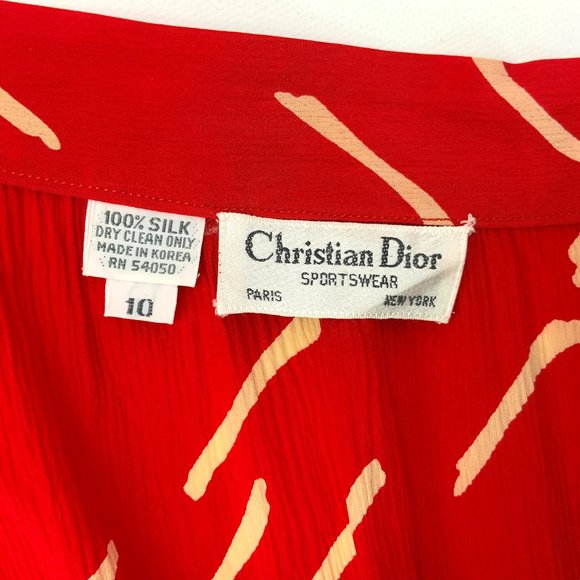 100% SILK
DRY CLEAN ONLY
MADE IN KOREA
RN 54050
10
Christian Dior
SPORTSWEAR
PARIS NEW YORK